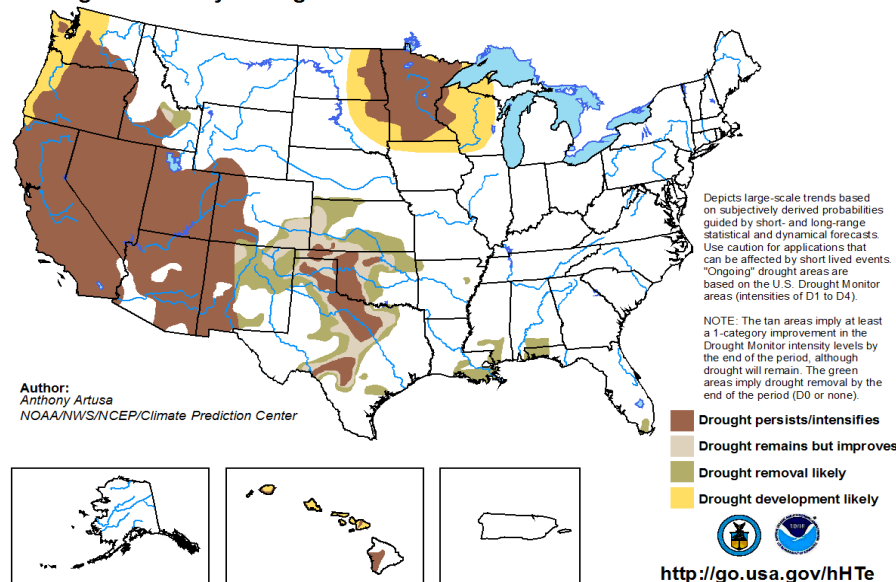 Depicts large-scale trends based
on subjectively derived probabilities
guided by short- and long-range
statistical and dynamical forecasts.
Use caution for applications that
can be affected by short lived events.
"Ongoing" drought areas are
based on the U.S. Drought Monitor
areas (intensities of D1 to D4).
NOTE: The tan areas imply at least
a 1-category improvement in the
Drought Monitor intensity levels by
the end of the period, although
drought will remain. The green
areas imply drought removal by the
end of the period (D0 or none).
Author:
Anthony Artusa
NOAA/NWS/NCEP/Climate Prediction Center
Drought persists/intensifies
Drought remains but improves
Drought removal likely
Drought development likely
http://go.usa.gov/hHTe